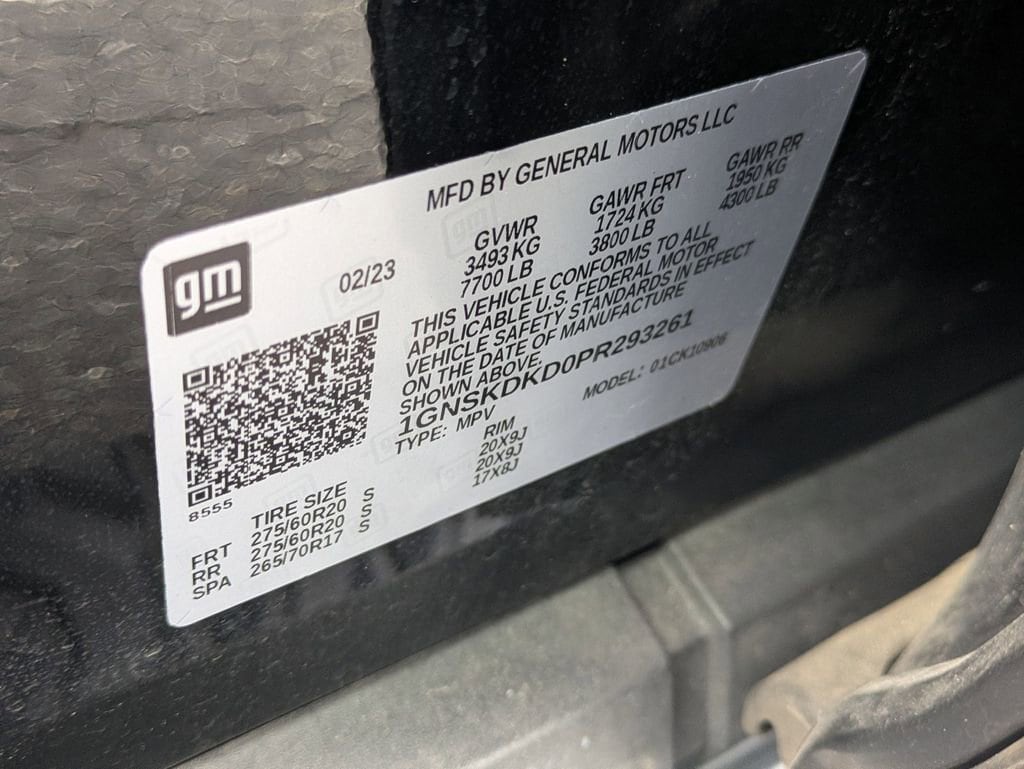 MFD BY GENERAL MOTORS LLC
gm
02/23
GVWR GAWR FRT GAWR RR
3493 KG 1724 KG 1950 KG
7700 LB 3800 LB 4300 LB
THIS VEHICLE CONFORMS TO ALL
APPLICABLE U.S. FEDERAL MOTOR
VEHICLE SAFETY STANDARDS IN EFFECT
ON THE DATE OF MANUFACTURE
SHOWN ABOVE.
1GNSKDKD0PR293261
TYPE: MPV MODEL: 01CK10906
8555
TIRE SIZE RIM
FRT 275/60R20 S 20X9J
RR 275/60R20 S 20X9J
SPA 265/70R17 S 17X8J